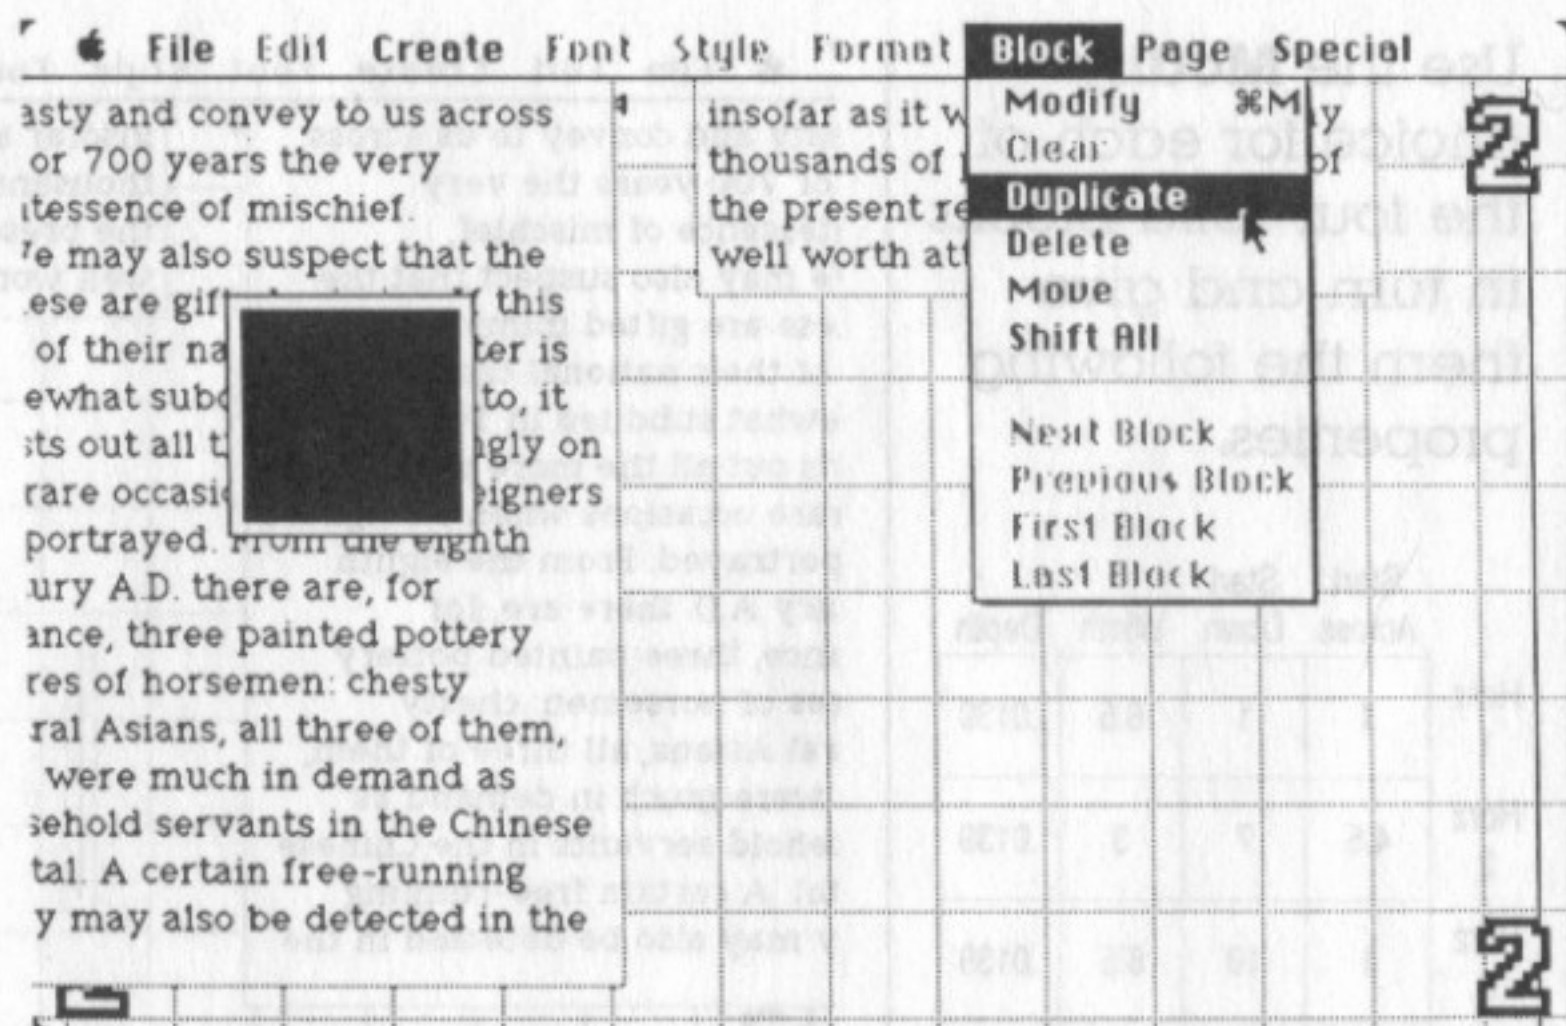 File Edit Create Font Style Format Block Page Special
asty and convey to us across
or 700 years the very
tessence of mischief.
e may also suspect that the
ese are gif this
of their na ter is
ewhat subo to, it
sts out all t ngly on
rare occasi eigners
portrayed. From the eighth
ury A.D. there are, for
ance, three painted pottery
res of horsemen: chesty
ral Asians, all three of them,
were much in demand as
sehold servants in the Chinese
tal. A certain free-running
y may also be detected in the
insofar as it w y
thousands of of
the present re
well worth att
Modify ⌘M
Clear
Duplicate
Delete
Move
Shift All
Next Block
Previous Block
First Block
Last Block
2
2